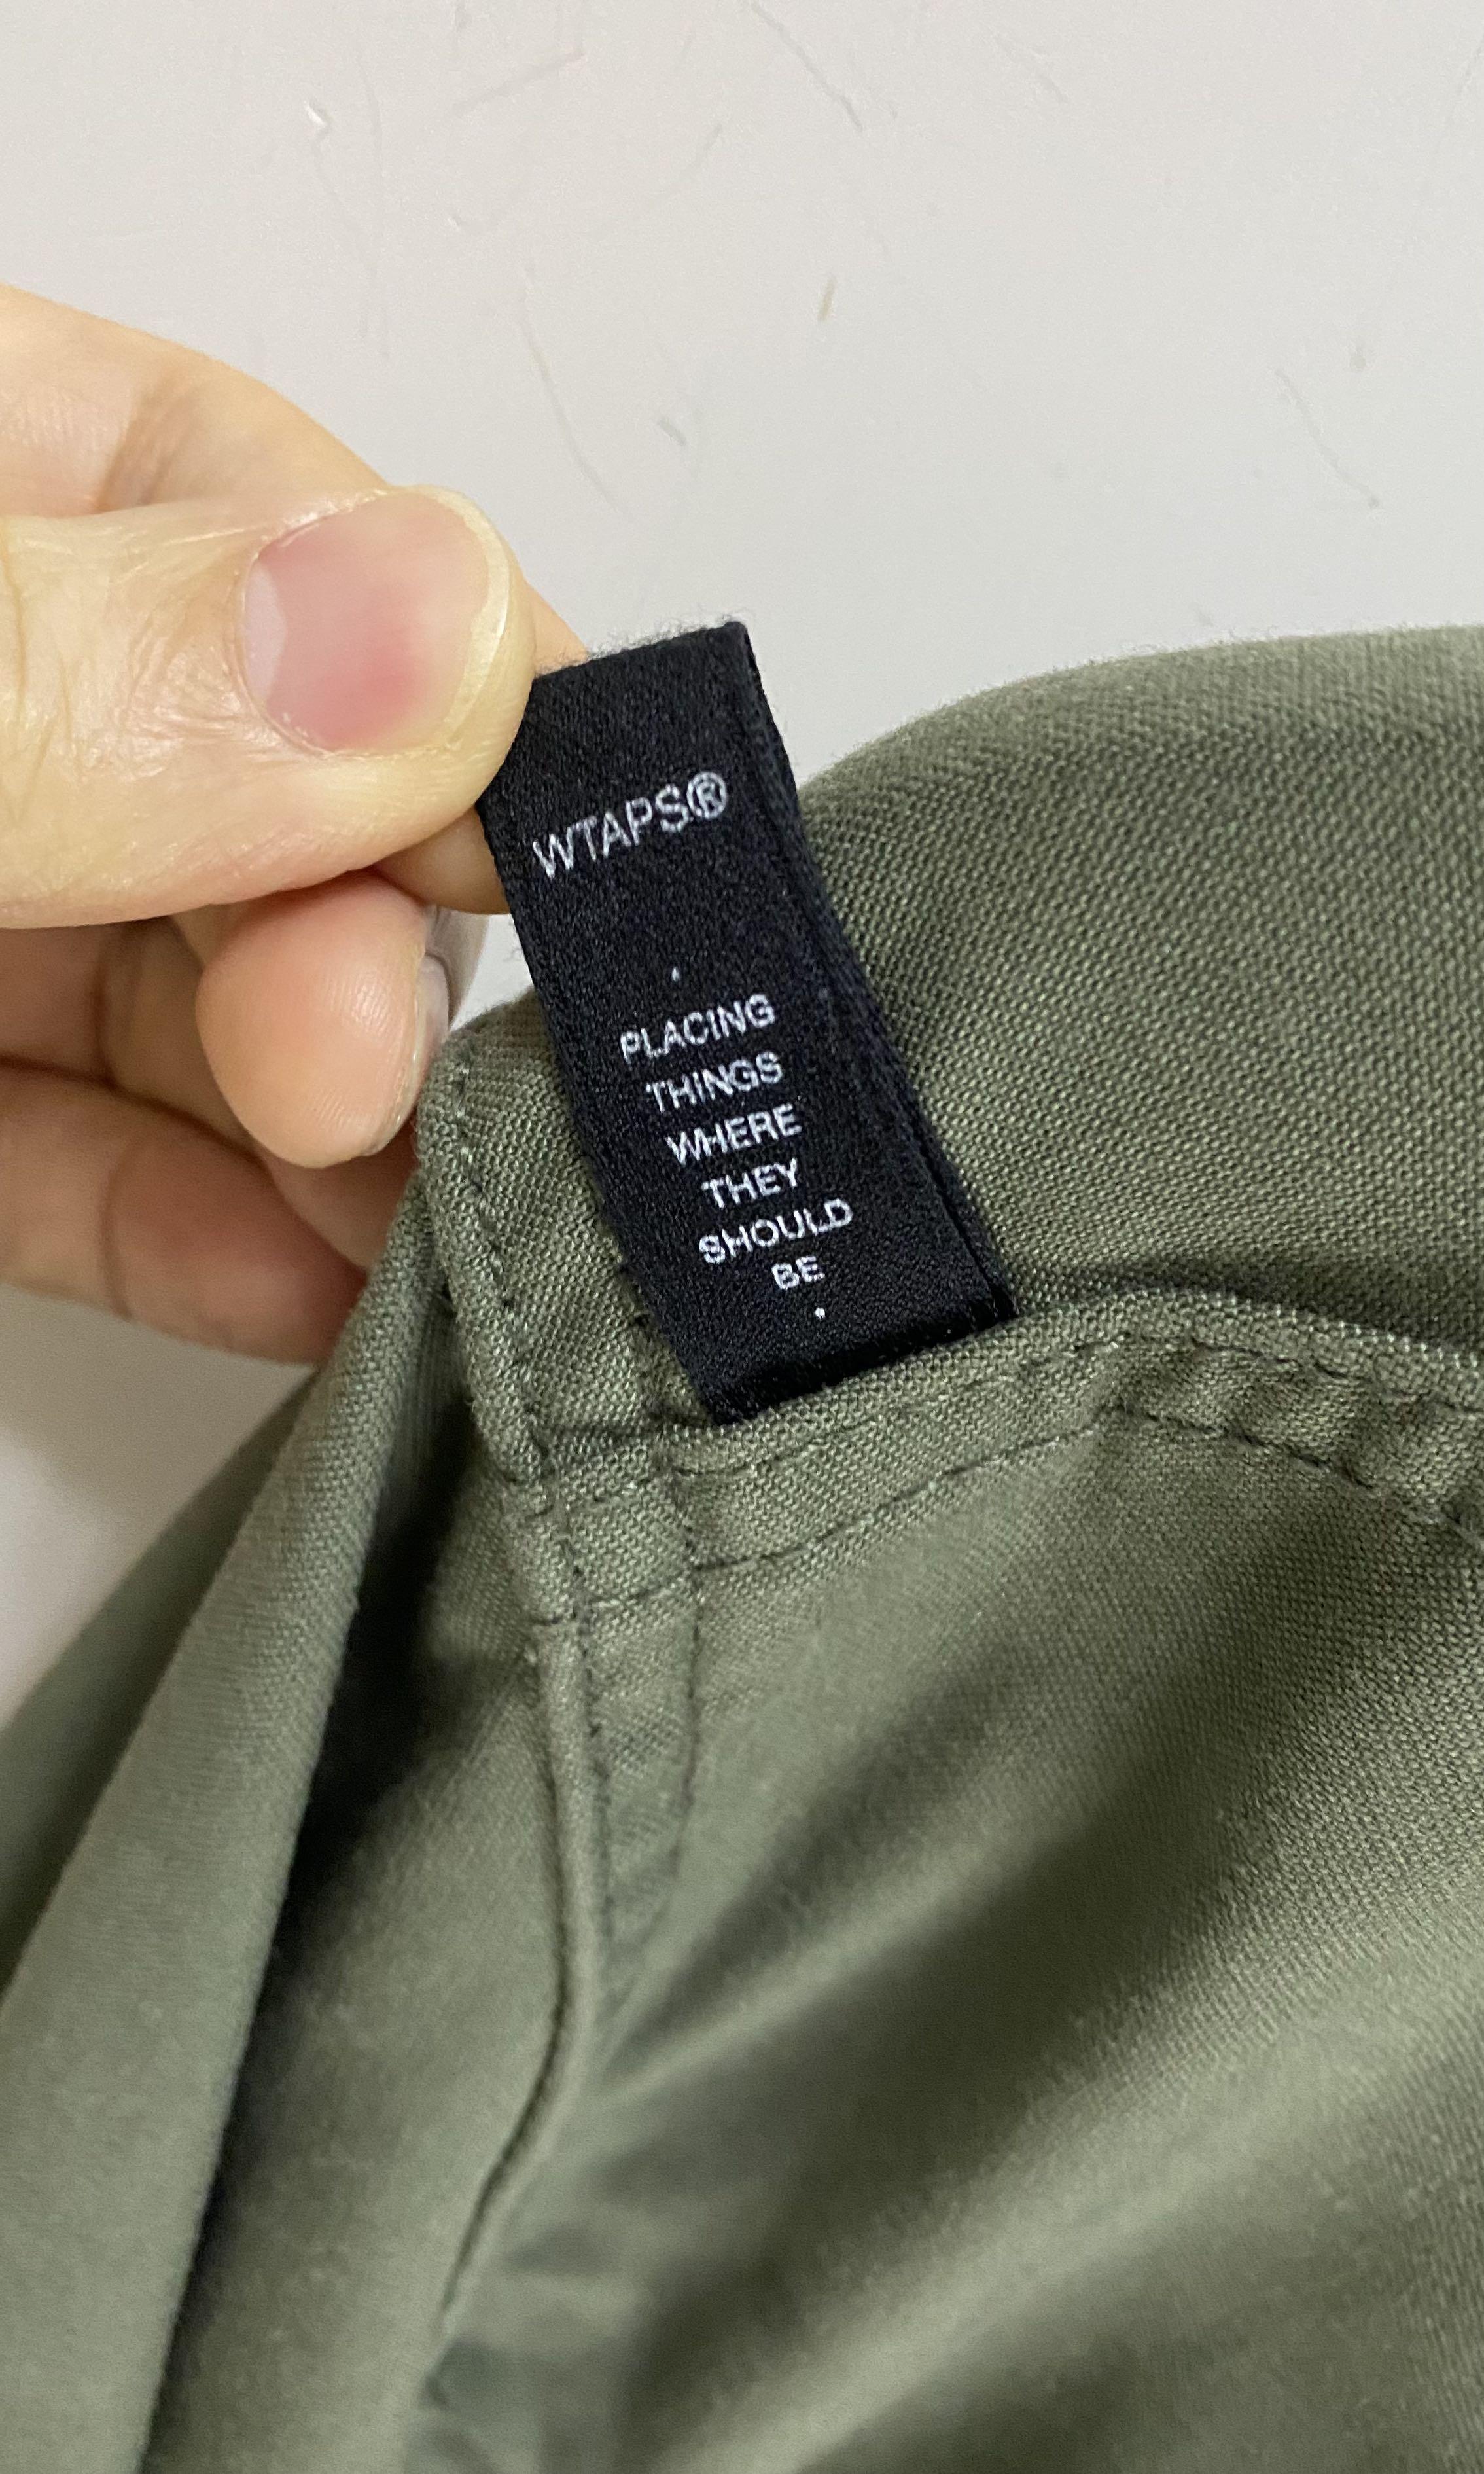 WTAPS®
PLACING
THINGS
WHERE
THEY
SHOULD
BE